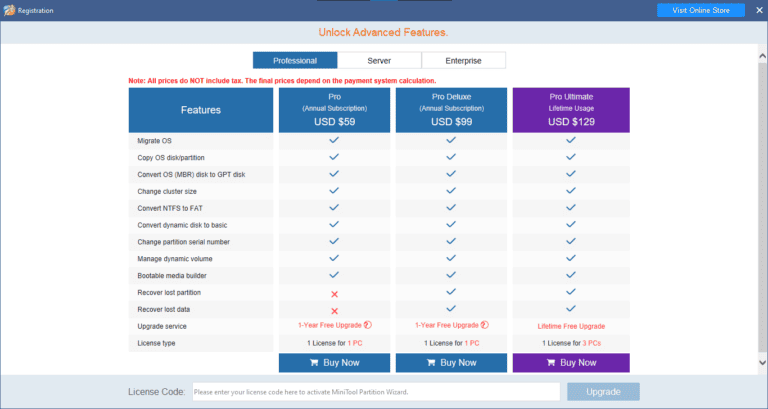 Registration
Visit Online Store
Unlock Advanced Features.
Professional
Server
Enterprise
Note: All prices do NOT include tax. The final prices depend on the payment system calculation.
Features
Pro
(Annual Subscription)
USD $59
Pro Deluxe
(Annual Subscription)
USD $99
Pro Ultimate
Lifetime Usage
USD $129
Migrate OS
Copy OS disk/partition
Convert OS (MBR) disk to GPT disk
Change cluster size
Convert NTFS to FAT
Convert dynamic disk to basic
Change partition serial number
Manage dynamic volume
Bootable media builder
Recover lost partition
Recover lost data
Upgrade service
1-Year Free Upgrade
1-Year Free Upgrade
Lifetime Free Upgrade
License type
1 License for 1 PC
1 License for 1 PC
1 License for 3 PCs
Buy Now
Buy Now
Buy Now
License Code:
Please enter your license code here to activate MiniTool Partition Wizard.
Upgrade